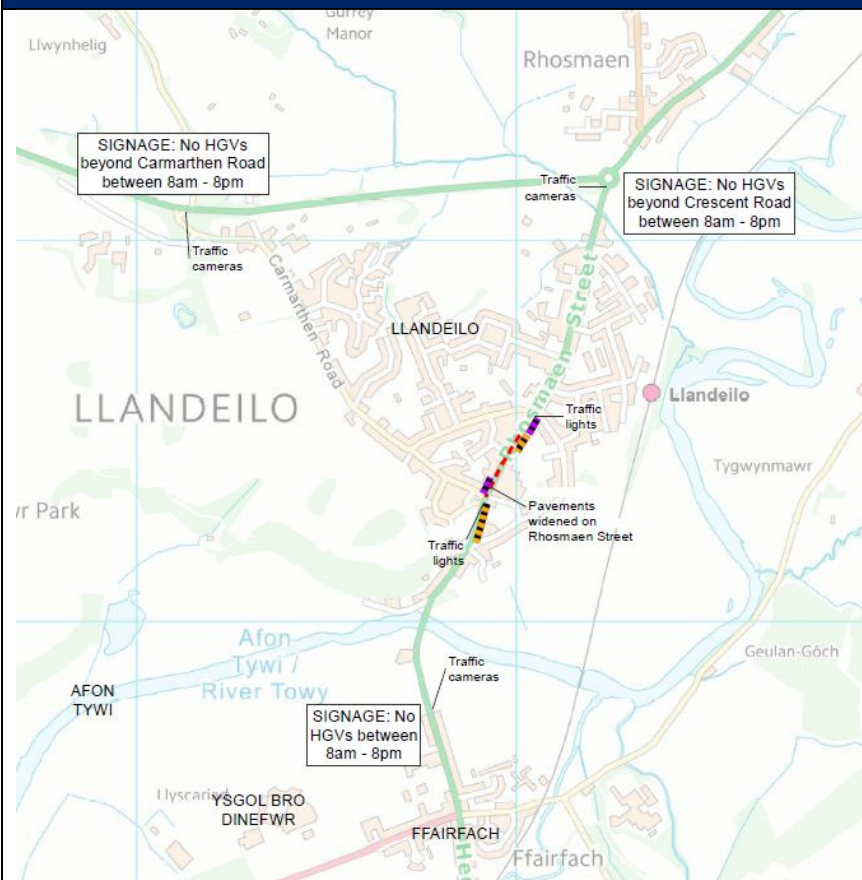 Llwynhelig
Gurrey
Manor
Rhosmaen
SIGNAGE: No HGVs
beyond Carmarthen Road
between 8am - 8pm
Traffic
cameras
SIGNAGE: No HGVs
beyond Crescent Road
between 8am - 8pm
Traffic
cameras
Carmarthen Road
LLANDEILO
Rhosmaen Street
LLANDEILO
Llandeilo
Traffic
lights
Tygwynmawr
yr Park
Pavements
widened on
Rhosmaen Street
Traffic
lights
Afon
Tywi /
River Towy
Geulan-Gôch
Traffic
cameras
AFON
TYWI
SIGNAGE: No
HGVs between
8am - 8pm
YSGOL BRO
DINEFWR
FFAIRFACH
Ffairfach